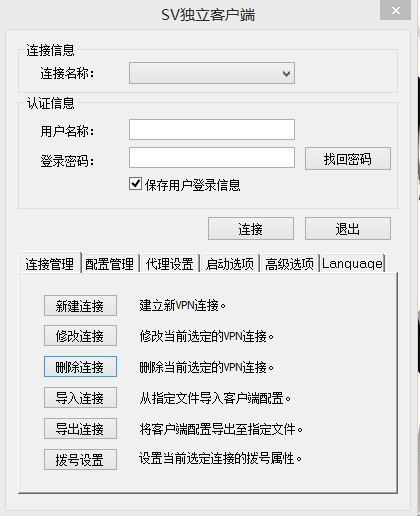 SV独立客户端
连接信息
连接名称：
认证信息
用户名称：
登录密码：
找回密码
保存用户登录信息
连接 退出
连接管理 配置管理 代理设置 启动选项 高级选项 Language
新建连接 建立新VPN连接。
修改连接 修改当前选定的VPN连接。
删除连接 删除当前选定的VPN连接。
导入连接 从指定文件导入客户端配置。
导出连接 将客户端配置导出至指定文件。
拨号设置 设置当前选定连接的拨号属性。